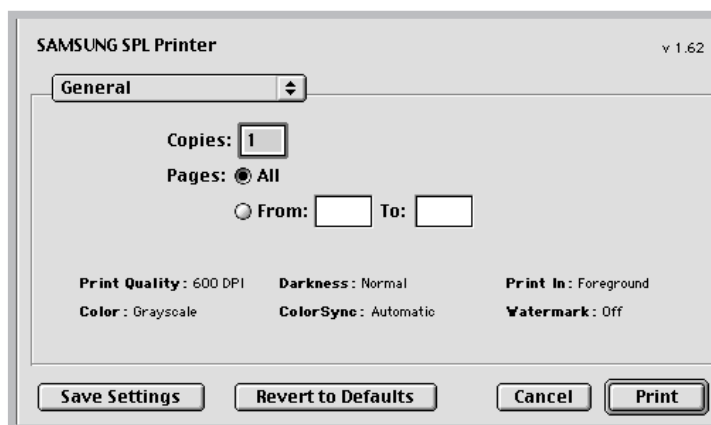 SAMSUNG SPL Printer v 1.62
General
Copies: 1
Pages: All
From: To:
Print Quality: 600 DPI Darkness: Normal Print In: Foreground
Color: Grayscale ColorSync: Automatic Watermark: Off
Save Settings Revert to Defaults Cancel Print